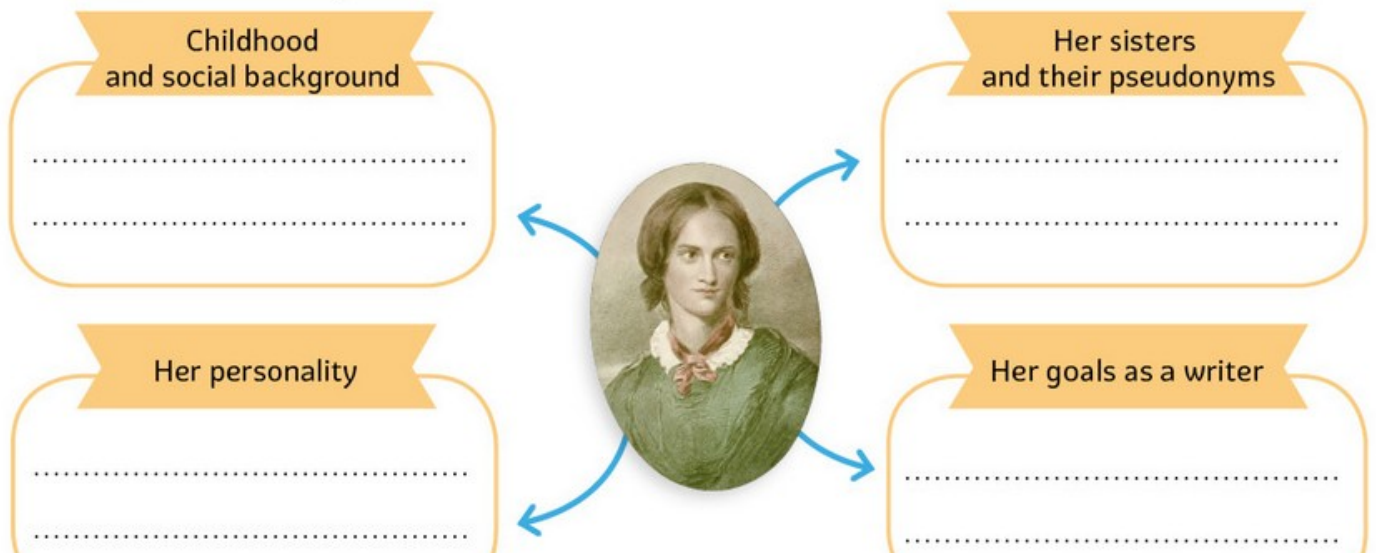 Childhood
and social background
Her sisters
and their pseudonyms
Her personality
Her goals as a writer